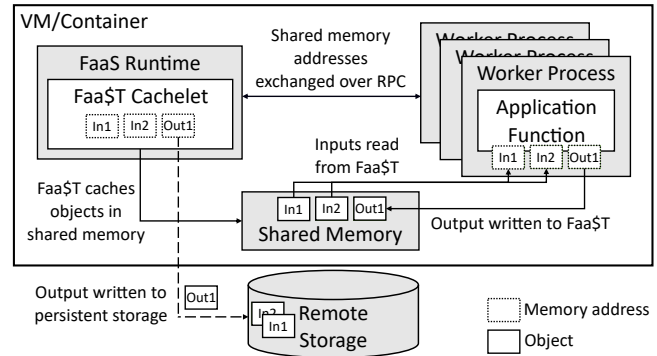 VM/Container
FaaS Runtime
Faa$T Cachelet
In1 In2 Out1
Shared memory
addresses
exchanged over RPC
Worker Process
Worker Process
Worker Process
Application
Function
In1 In2 Out1
Inputs read
from Faa$T
Faa$T caches
objects in
shared memory
In1 In2 Out1
Shared Memory
Output written to Faa$T
Output written to
persistent storage
Out1
In2
In1
Remote
Storage
Memory address
Object